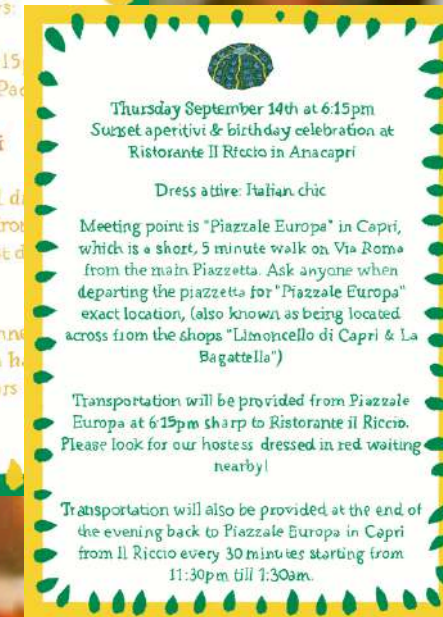 Thursday September 14th at 6:15pm
Sunset aperitivi & birthday celebration at
Ristorante Il Riccio in Anacapri
Dress attire: Italian chic
Meeting point is "Piazzale Europa" in Capri,
which is a short, 5 minute walk on Via Roma
from the main Piazzetta. Ask anyone when
departing the piazzetta for "Piazzale Europa"
exact location, (also known as being located
across from the shops "Limoncello di Capri & La
Bagattella")
Transportation will be provided from Piazzale
Europa at 6:15pm sharp to Ristorante il Riccio.
Please look for our hostess dressed in red waiting
nearby!
Transportation will also be provided at the end of
the evening back to Piazzale Europa in Capri
from Il Riccio every 30 minutes starting from
11:30pm till 1:30am.